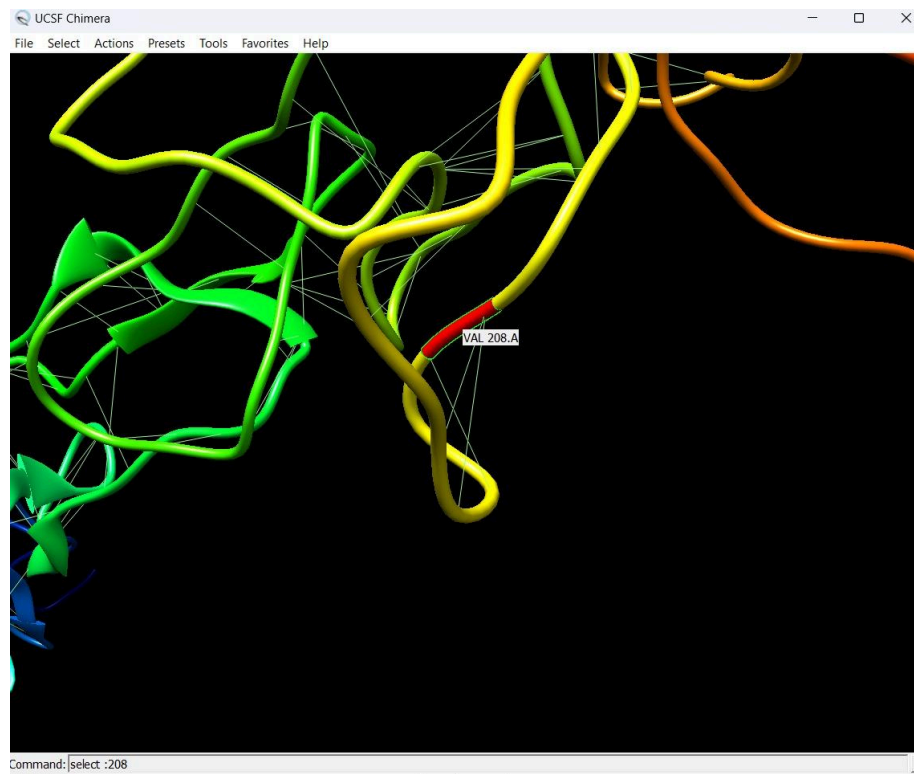 UCSF Chimera
File Select Actions Presets Tools Favorites Help
VAL 208.A
Command: select :208